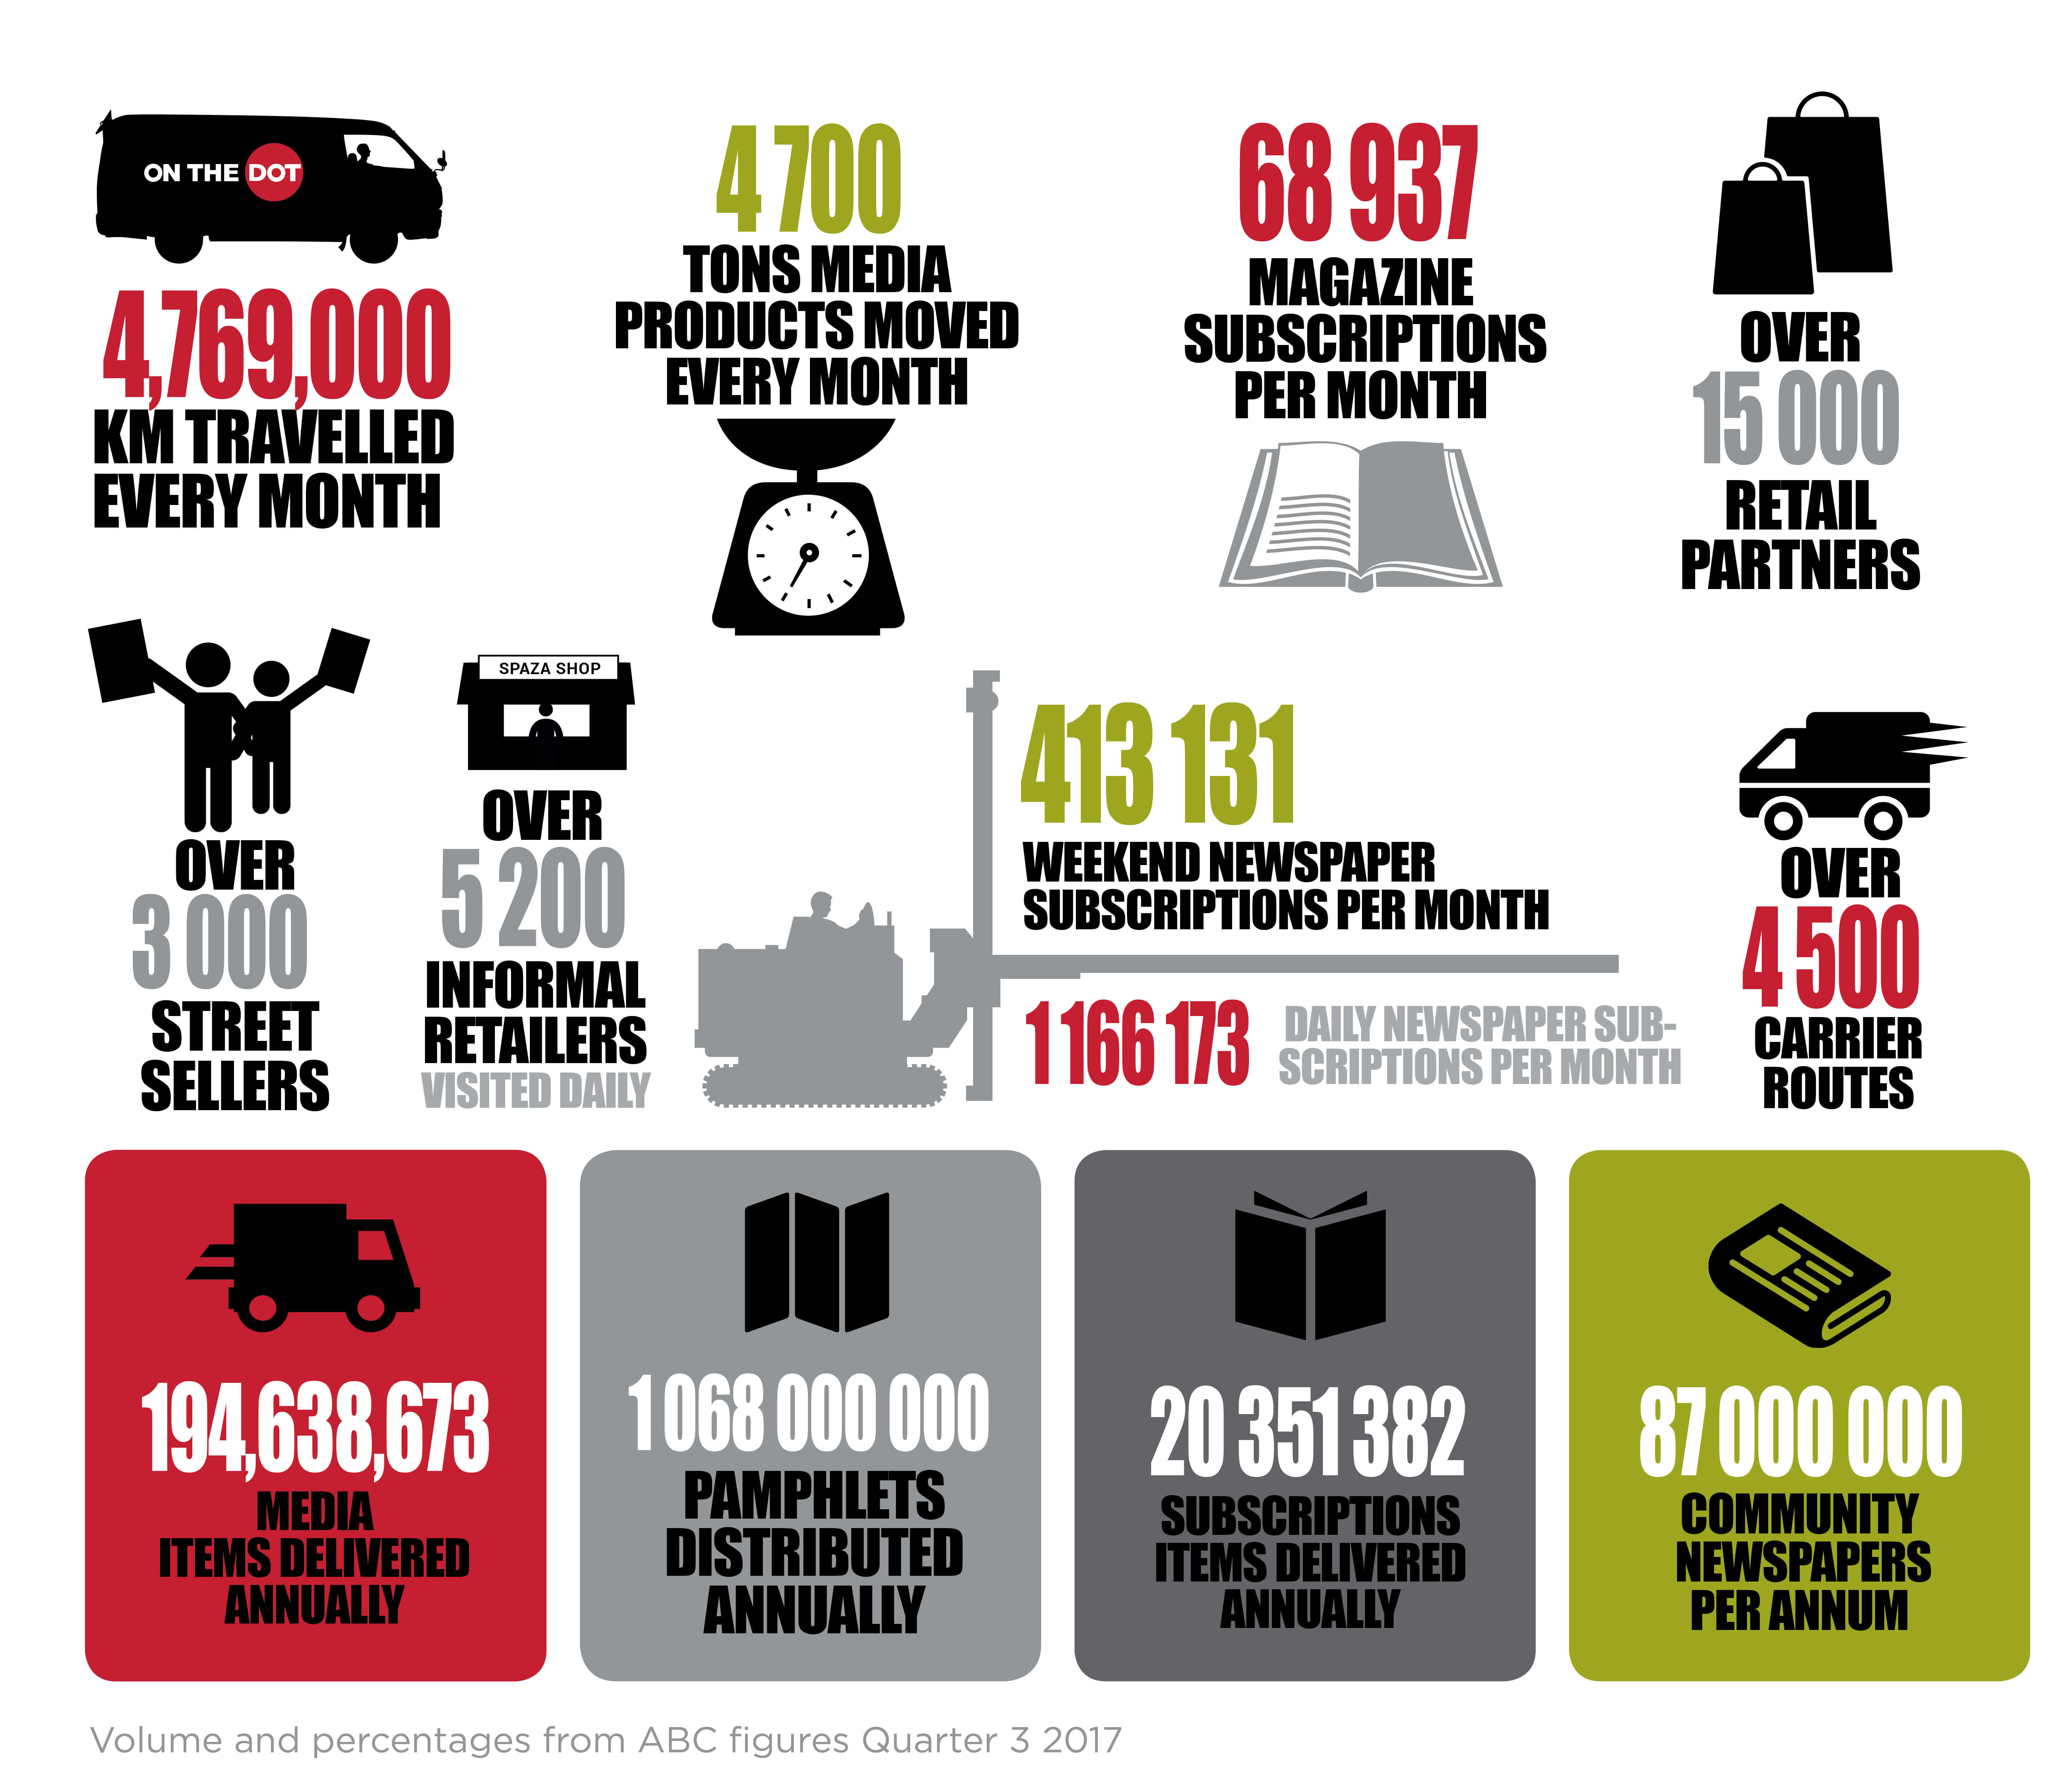 ON THE DOT
4,769,000
KM TRAVELLED
EVERY MONTH
4 700
TONS MEDIA
PRODUCTS MOVED
EVERY MONTH
68 937
MAGAZINE
SUBSCRIPTIONS
PER MONTH
OVER
15 000
RETAIL
PARTNERS
OVER
3 000
STREET
SELLERS
SPAZA SHOP
OVER
5 200
INFORMAL
RETAILERS
VISITED DAILY
413 131
WEEKEND NEWSPAPER
SUBSCRIPTIONS PER MONTH
1 166 173
DAILY NEWSPAPER SUB-
SCRIPTIONS PER MONTH
OVER
4 500
CARRIER
ROUTES
194,638,673
MEDIA
ITEMS DELIVERED
ANNUALLY
1 068 000 000
PAMPHLETS
DISTRIBUTED
ANNUALLY
20 351 382
SUBSCRIPTIONS
ITEMS DELIVERED
ANNUALLY
87 000 000
COMMUNITY
NEWSPAPERS
PER ANNUM
Volume and percentages from ABC figures Quarter 3 2017